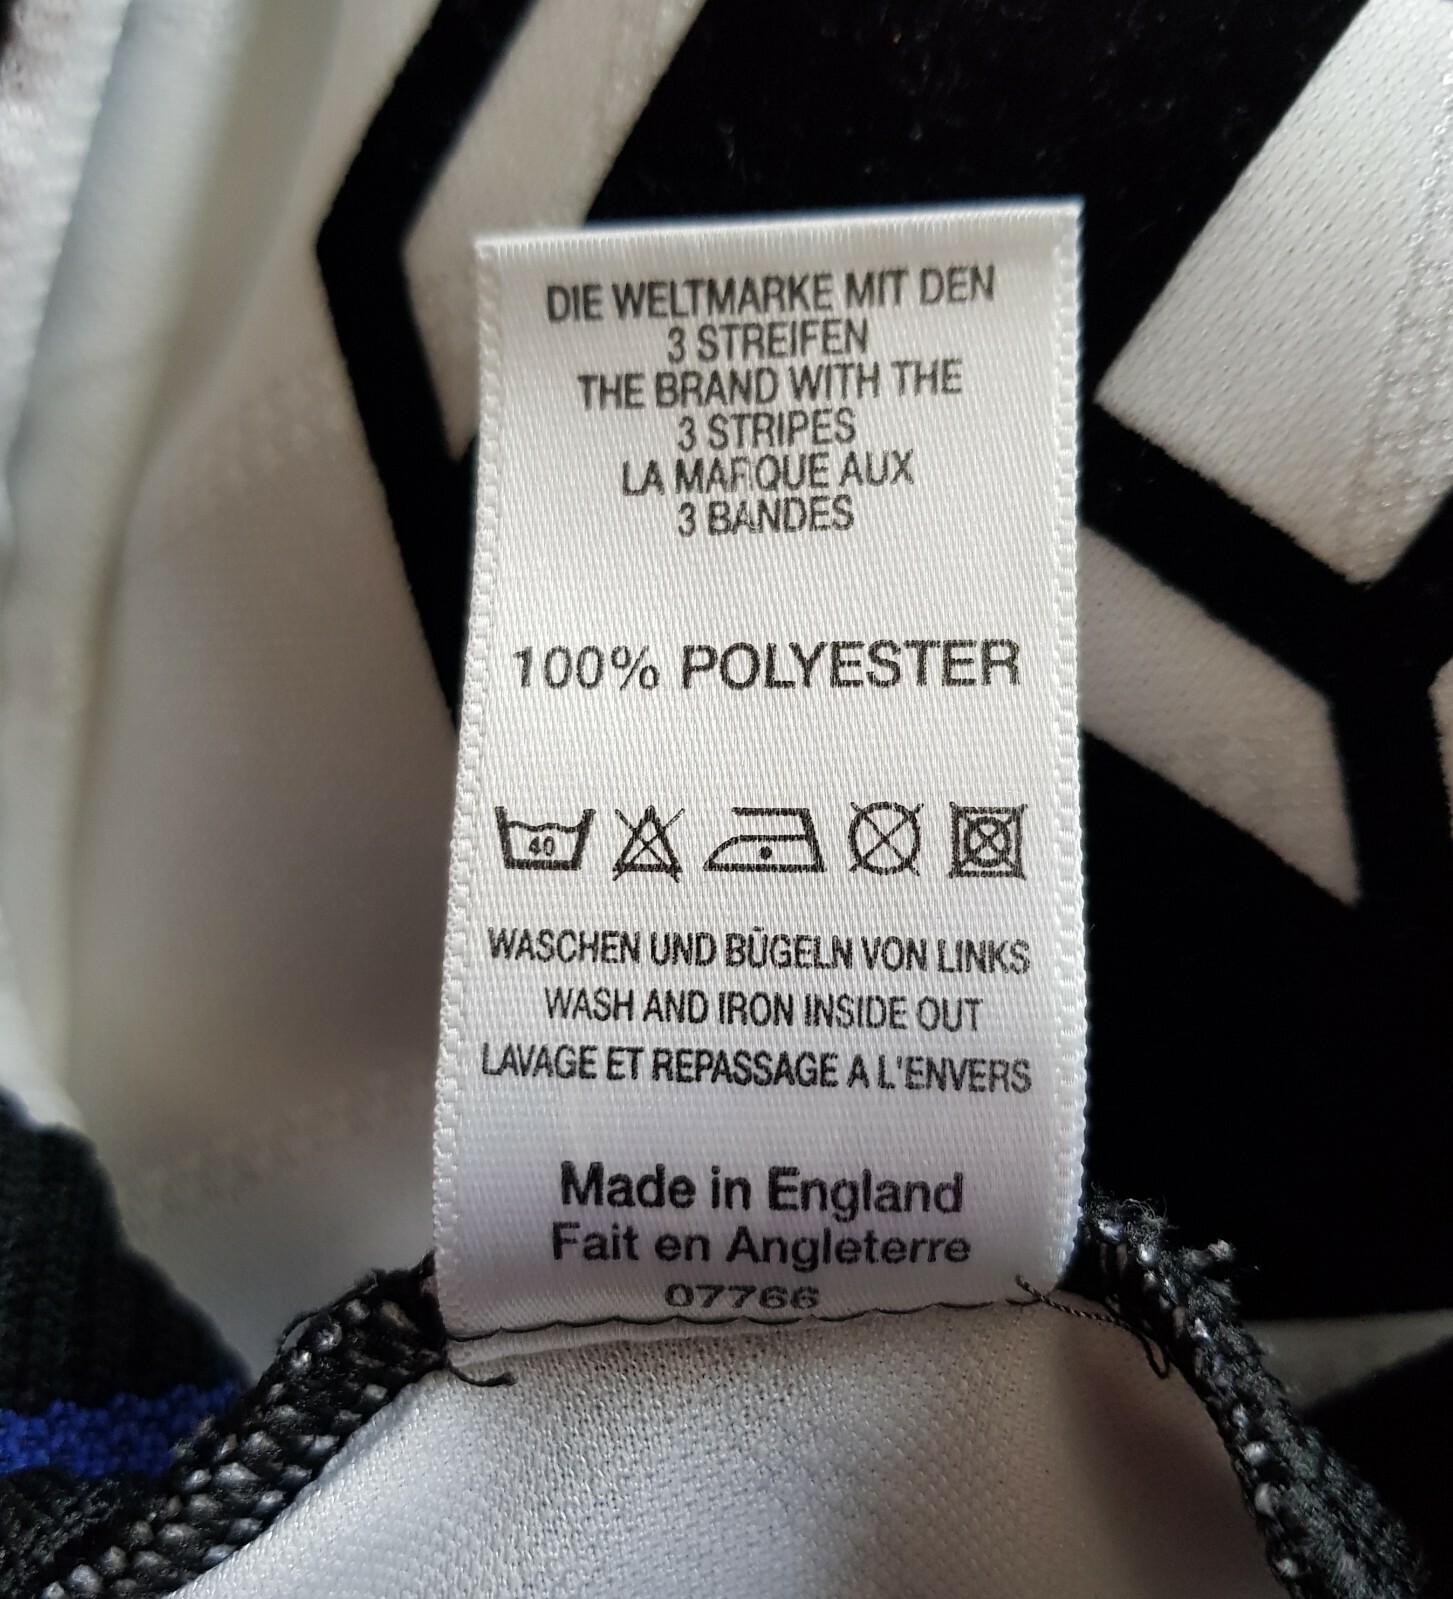 DIE WELTMARKE MIT DEN
3 STREIFEN
THE BRAND WITH THE
3 STRIPES
LA MARQUE AUX
3 BANDES
100% POLYESTER
40
WASCHEN UND BÜGELN VON LINKS
WASH AND IRON INSIDE OUT
LAVAGE ET REPASSAGE A L'ENVERS
Made in England
Fait en Angleterre
07766